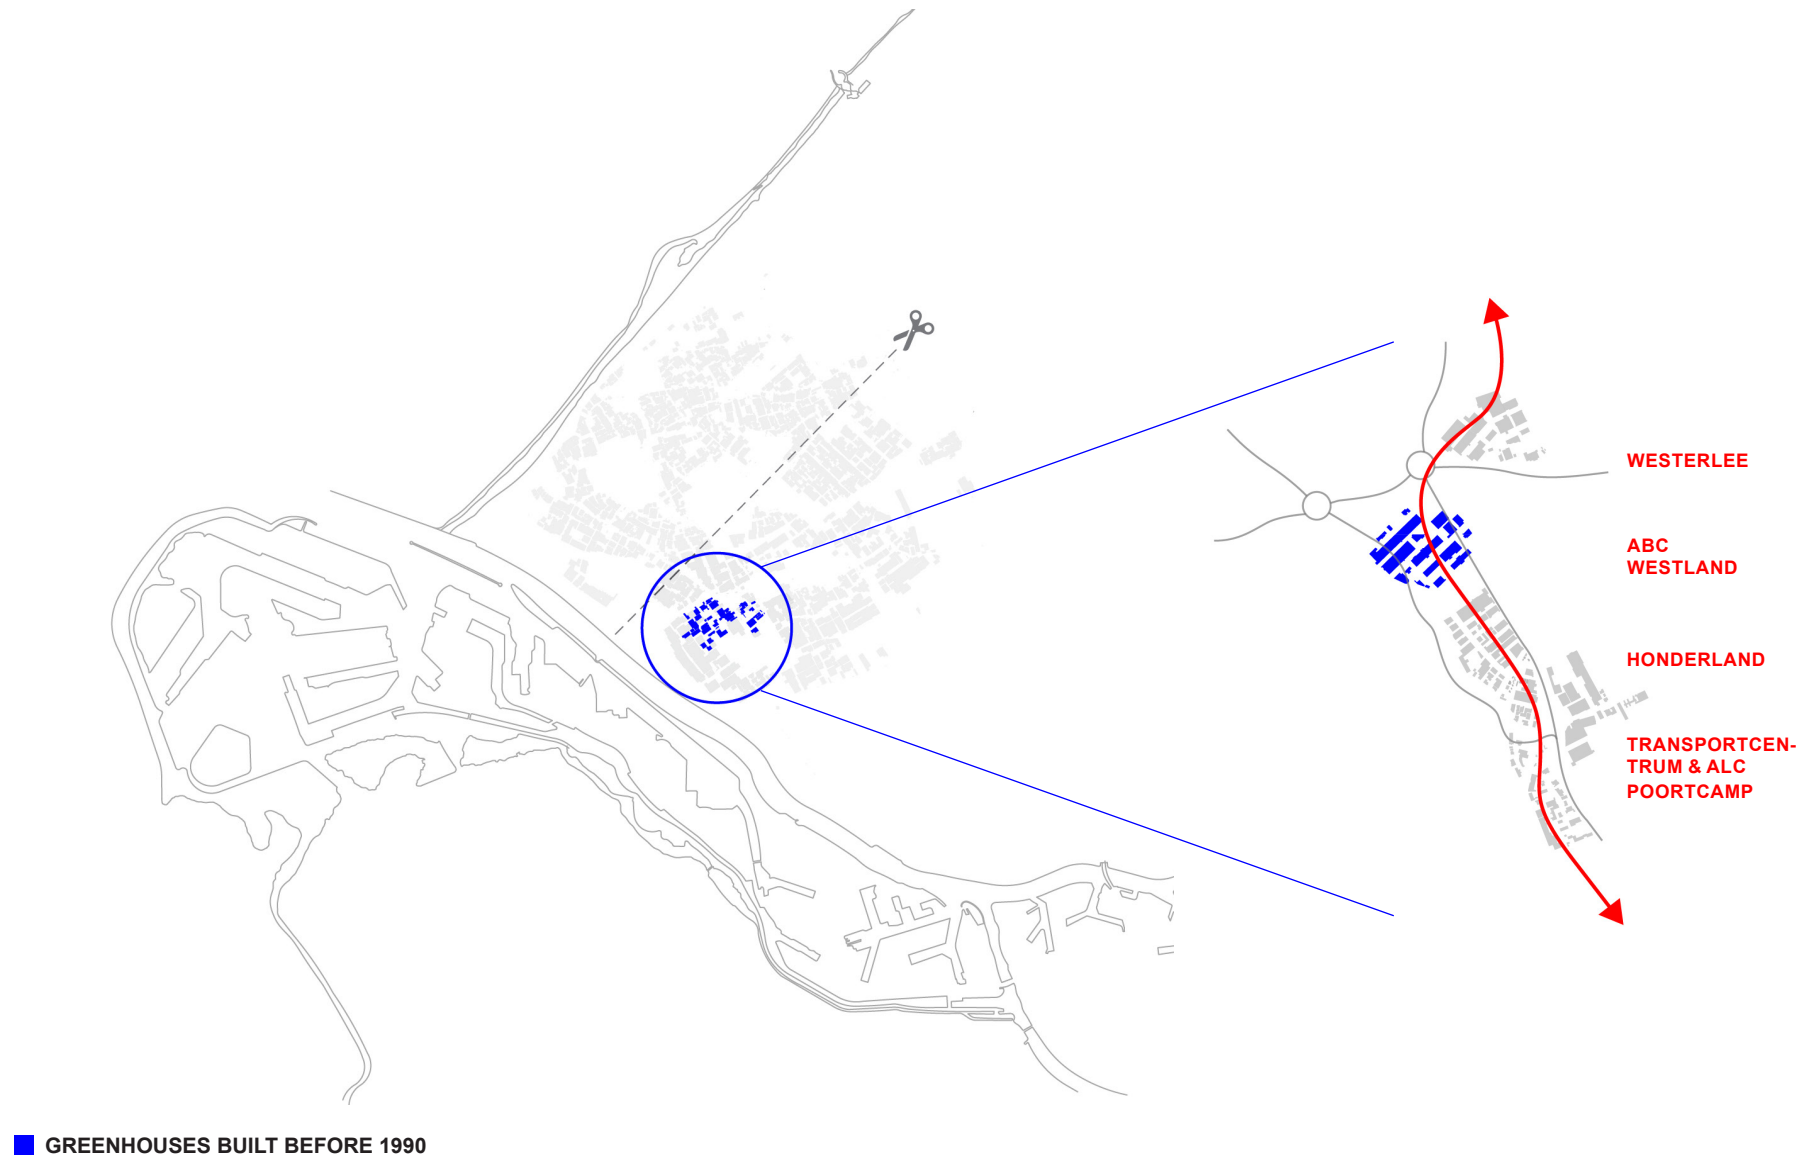 WESTERLEE
ABC
WESTLAND
HONDERLAND
TRANSPORTCEN-
TRUM & ALC
POORTCAMP
GREENHOUSES BUILT BEFORE 1990